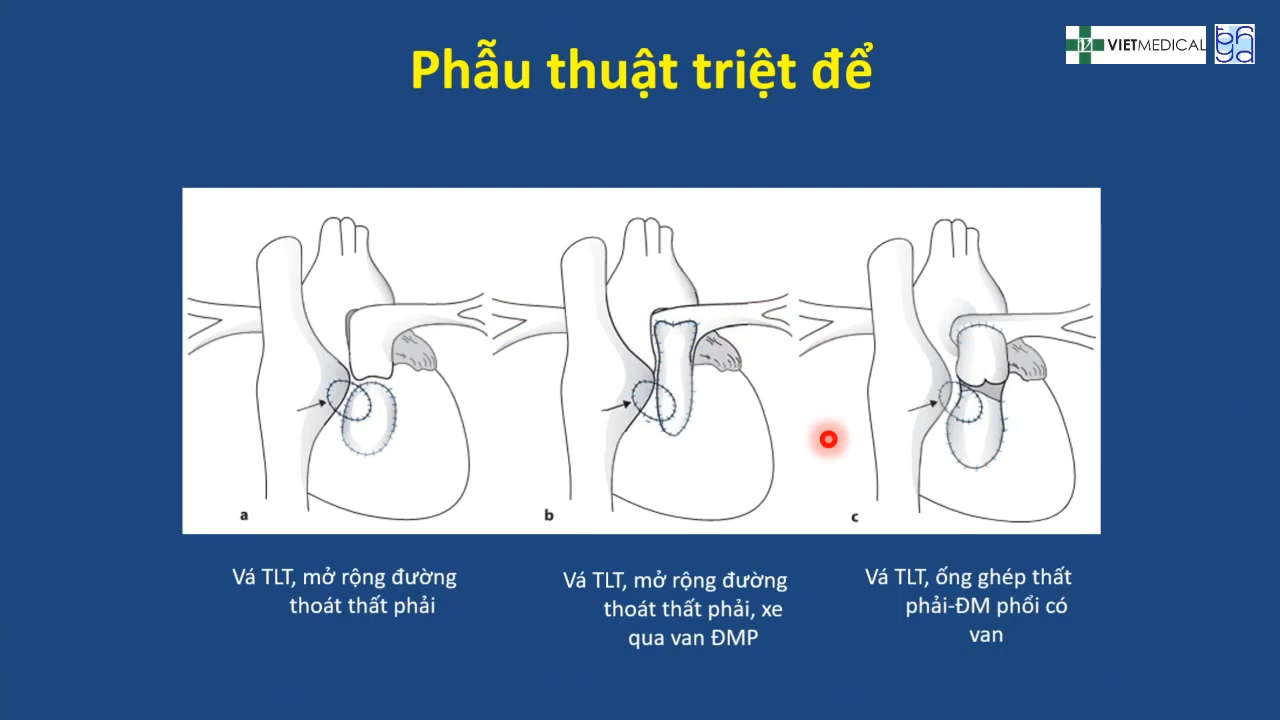 Phẫu thuật triệt để
VIETMEDICAL
a
b
c
Vá TLT, mở rộng đường
thoát thất phải
Vá TLT, mở rộng đường
thoát thất phải, xe
qua van ĐMP
Vá TLT, ống ghép thất
phải-ĐM phổi có
van